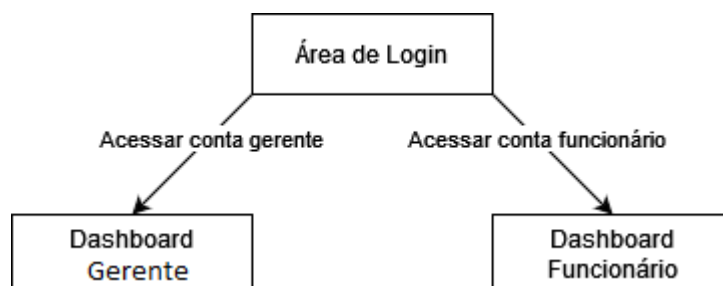 Área de Login
Acessar conta gerente
Acessar conta funcionário
Dashboard
Gerente
Dashboard
Funcionário